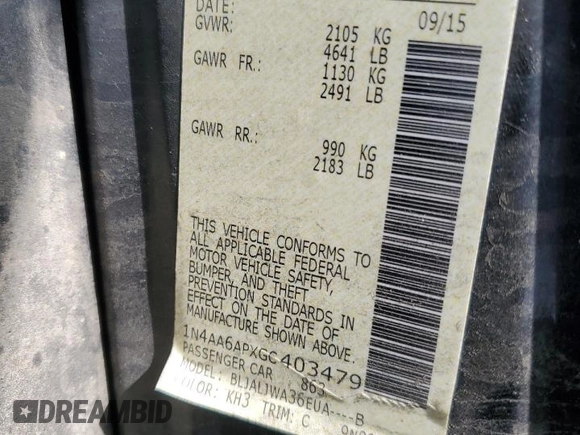 DATE: 09/15
GVWR: 2105 KG
4641 LB
GAWR FR.: 1130 KG
2491 LB
GAWR RR.: 990 KG
2183 LB
THIS VEHICLE CONFORMS TO
ALL APPLICABLE FEDERAL
MOTOR VEHICLE SAFETY,
BUMPER, AND THEFT
PREVENTION STANDARDS IN
EFFECT ON THE DATE OF
MANUFACTURE SHOWN ABOVE.
1N4AA6APXGC403479
PASSENGER CAR 863
MODEL: BLJALJWA36EUA----B
COLOR: KH3 TRIM: C
DREAMBID